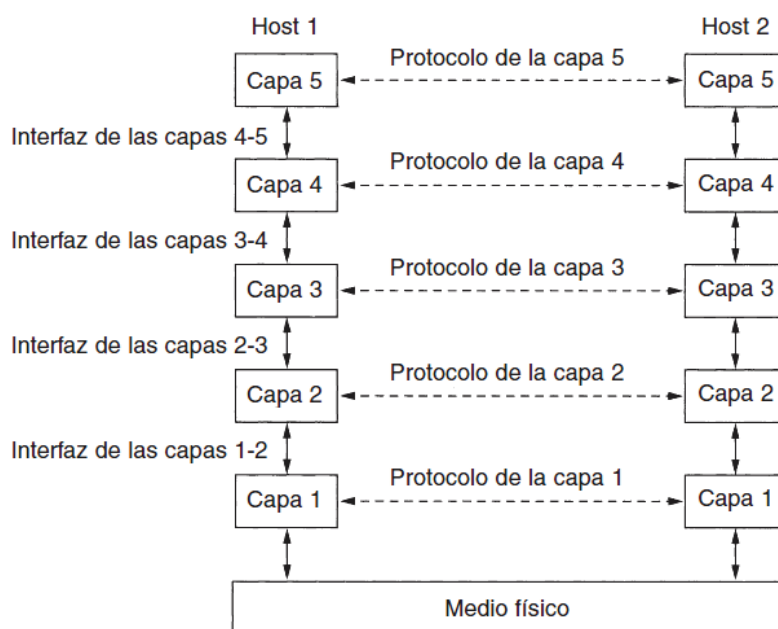 Host 1
Host 2
Protocolo de la capa 5
Capa 5
Capa 5
Interfaz de las capas 4-5
Protocolo de la capa 4
Capa 4
Capa 4
Interfaz de las capas 3-4
Protocolo de la capa 3
Capa 3
Capa 3
Interfaz de las capas 2-3
Protocolo de la capa 2
Capa 2
Capa 2
Interfaz de las capas 1-2
Protocolo de la capa 1
Capa 1
Capa 1
Medio físico